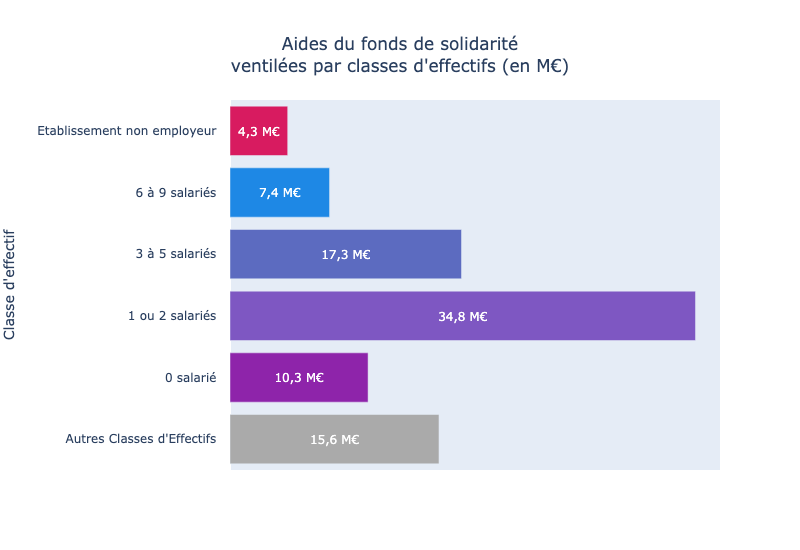 Aides du fonds de solidarité
ventilées par classes d'effectifs (en M€)
Classe d'effectif
Etablissement non employeur
4,3 M€
6 à 9 salariés
7,4 M€
3 à 5 salariés
17,3 M€
1 ou 2 salariés
34,8 M€
0 salarié
10,3 M€
Autres Classes d'Effectifs
15,6 M€